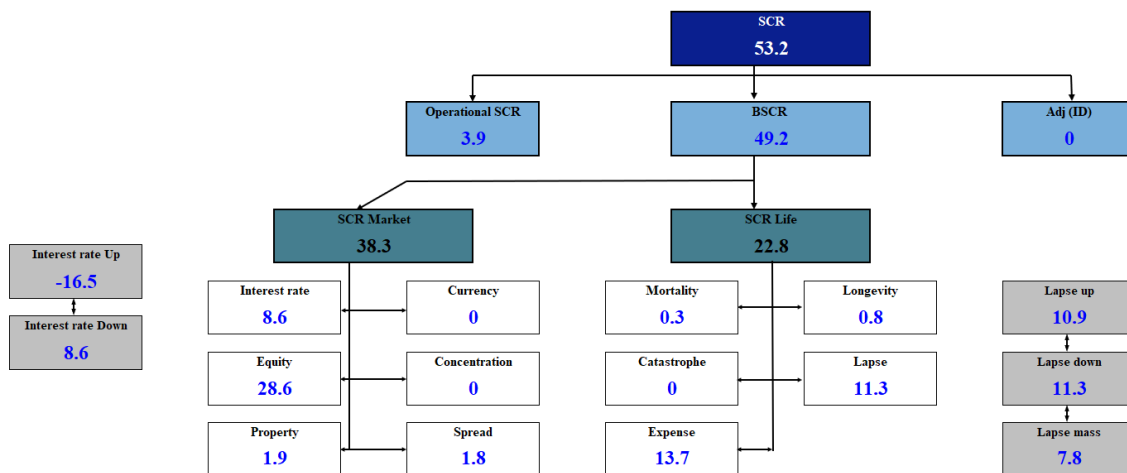 SCR
53.2
Operational SCR
3.9
BSCR
49.2
Adj (ID)
0
SCR Market
38.3
SCR Life
22.8
Interest rate Up
-16.5
Interest rate Down
8.6
Interest rate
8.6
Currency
0
Equity
28.6
Concentration
0
Property
1.9
Spread
1.8
Mortality
0.3
Longevity
0.8
Catastrophe
0
Lapse
11.3
Expense
13.7
Lapse up
10.9
Lapse down
11.3
Lapse mass
7.8